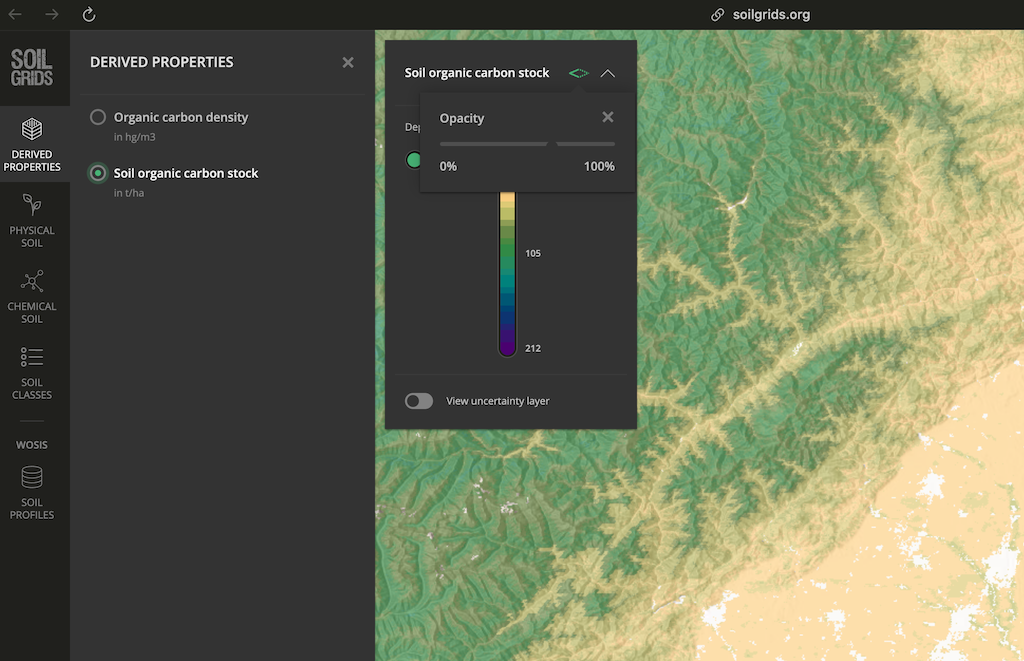 soilgrids.org
SOIL
GRIDS
DERIVED
PROPERTIES
PHYSICAL
SOIL
CHEMICAL
SOIL
SOIL
CLASSES
WOSIS
SOIL
PROFILES
DERIVED PROPERTIES
Organic carbon density
in hg/m3
Soil organic carbon stock
in t/ha
Soil organic carbon stock
Opacity
0% 100%
105
212
View uncertainty layer